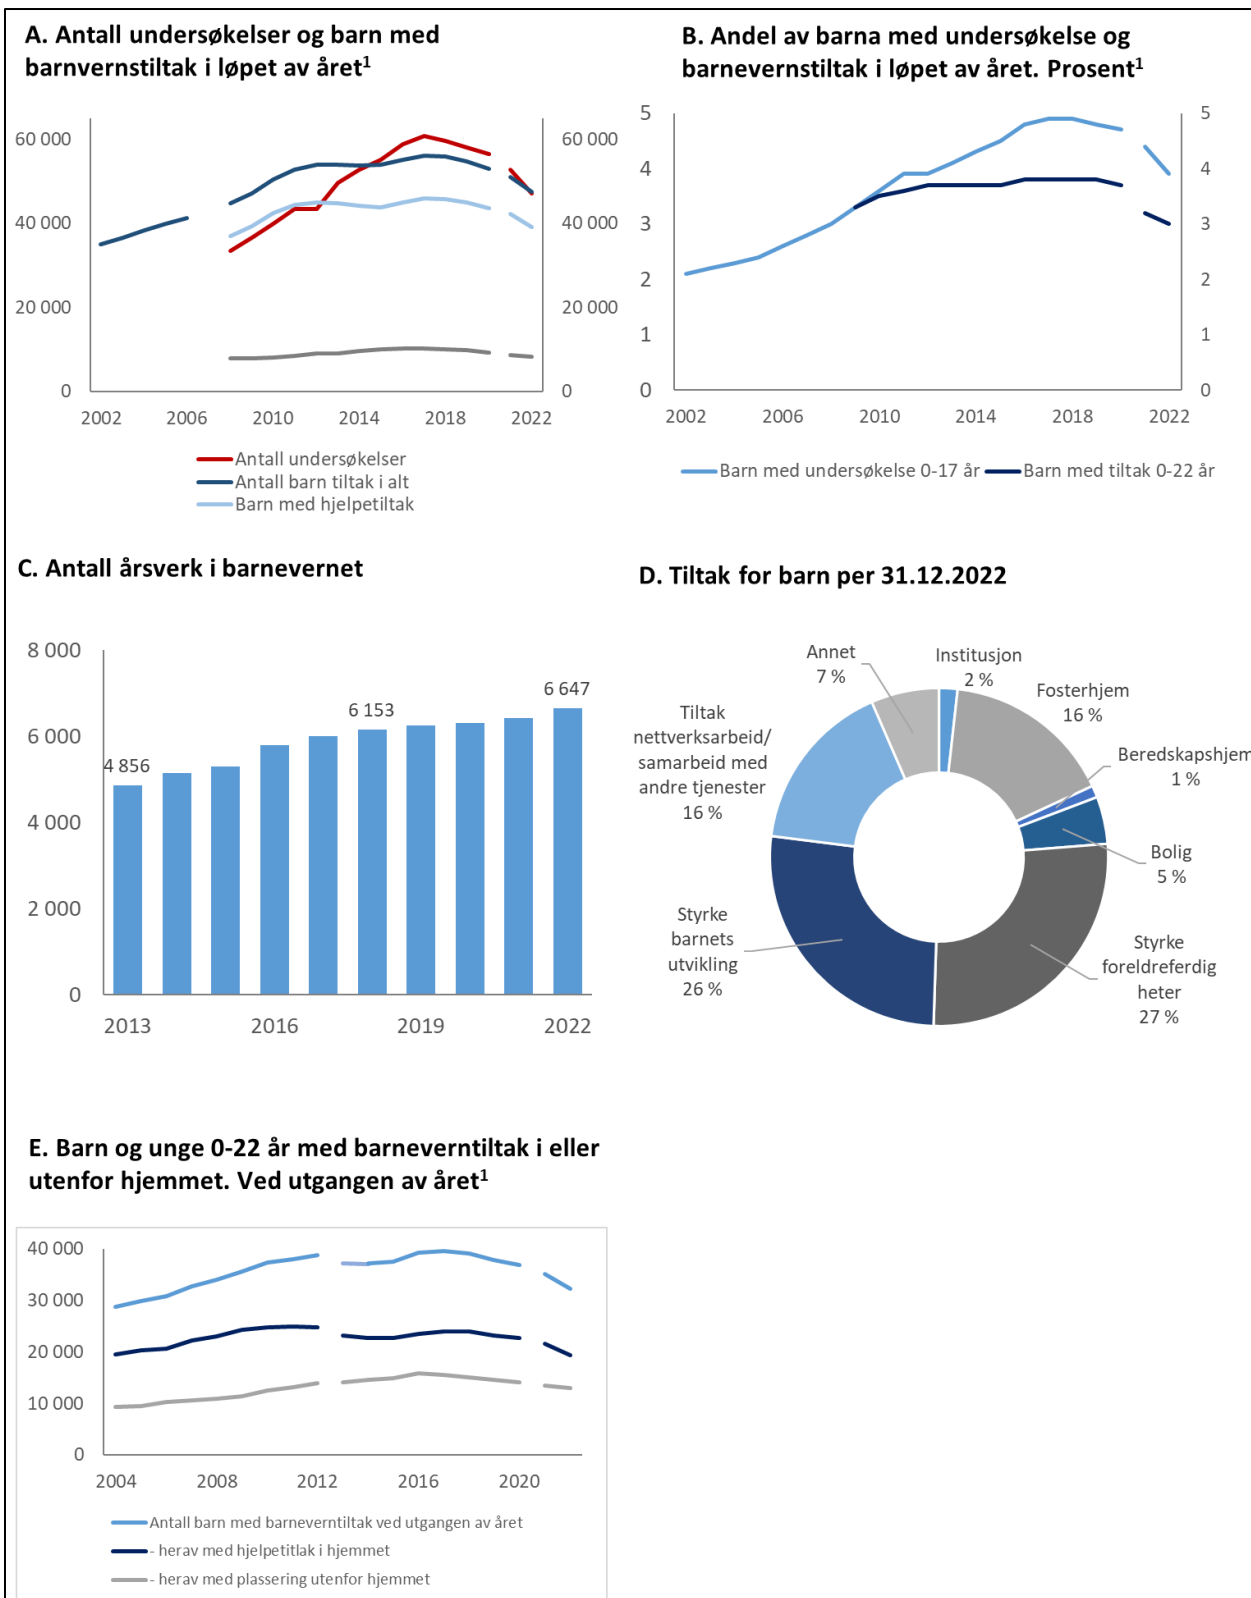 A. Antall undersøkelser og barn med
barnvernstiltak i løpet av året¹
60 000
40 000
20 000
0
60 000
40 000
20 000
0
2002
2006
2010
2014
2018
2022
Antall undersøkelser
Antall barn tiltak i alt
Barn med hjelpetiltak
B. Andel av barna med undersøkelse og
barnevernstiltak i løpet av året. Prosent¹
5
4
3
2
1
0
5
4
3
2
1
0
2002
2006
2010
2014
2018
2022
Barn med undersøkelse 0-17 år
Barn med tiltak 0-22 år
C. Antall årsverk i barnevernet
8 000
6 000
4 000
2 000
0
4 856
6 153
6 647
2013
2016
2019
2022
D. Tiltak for barn per 31.12.2022
Annet
7 %
Institusjon
2 %
Fosterhjem
16 %
Beredskapshjem
1 %
Bolig
5 %
Styrke
foreldreferdig
heter
27 %
Styrke
barnets
utvikling
26 %
Tiltak
nettverksarbeid/
samarbeid med
andre tjenester
16 %
E. Barn og unge 0-22 år med barneverntiltak i eller
utenfor hjemmet. Ved utgangen av året¹
40 000
30 000
20 000
10 000
0
2004
2008
2012
2016
2020
Antall barn med barneverntiltak ved utgangen av året
- herav med hjelpetitlak i hjemmet
- herav med plassering utenfor hjemmet